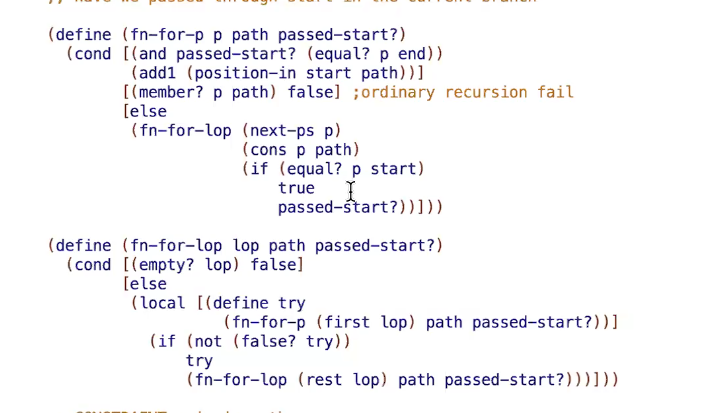 ;; have we passed through start in the current branch
(define (fn-for-p p path passed-start?)
(cond [(and passed-start? (equal? p end))
(add1 (position-in start path))]
[(member? p path) false] ;ordinary recursion fail
[else
(fn-for-lop (next-ps p)
(cons p path)
(if (equal? p start)
true
passed-start?))]))
(define (fn-for-lop lop path passed-start?)
(cond [(empty? lop) false]
[else
(local [(define try
(fn-for-p (first lop) path passed-start?))]
(if (not (false? try))
try
(fn-for-lop (rest lop) path passed-start?)))]))